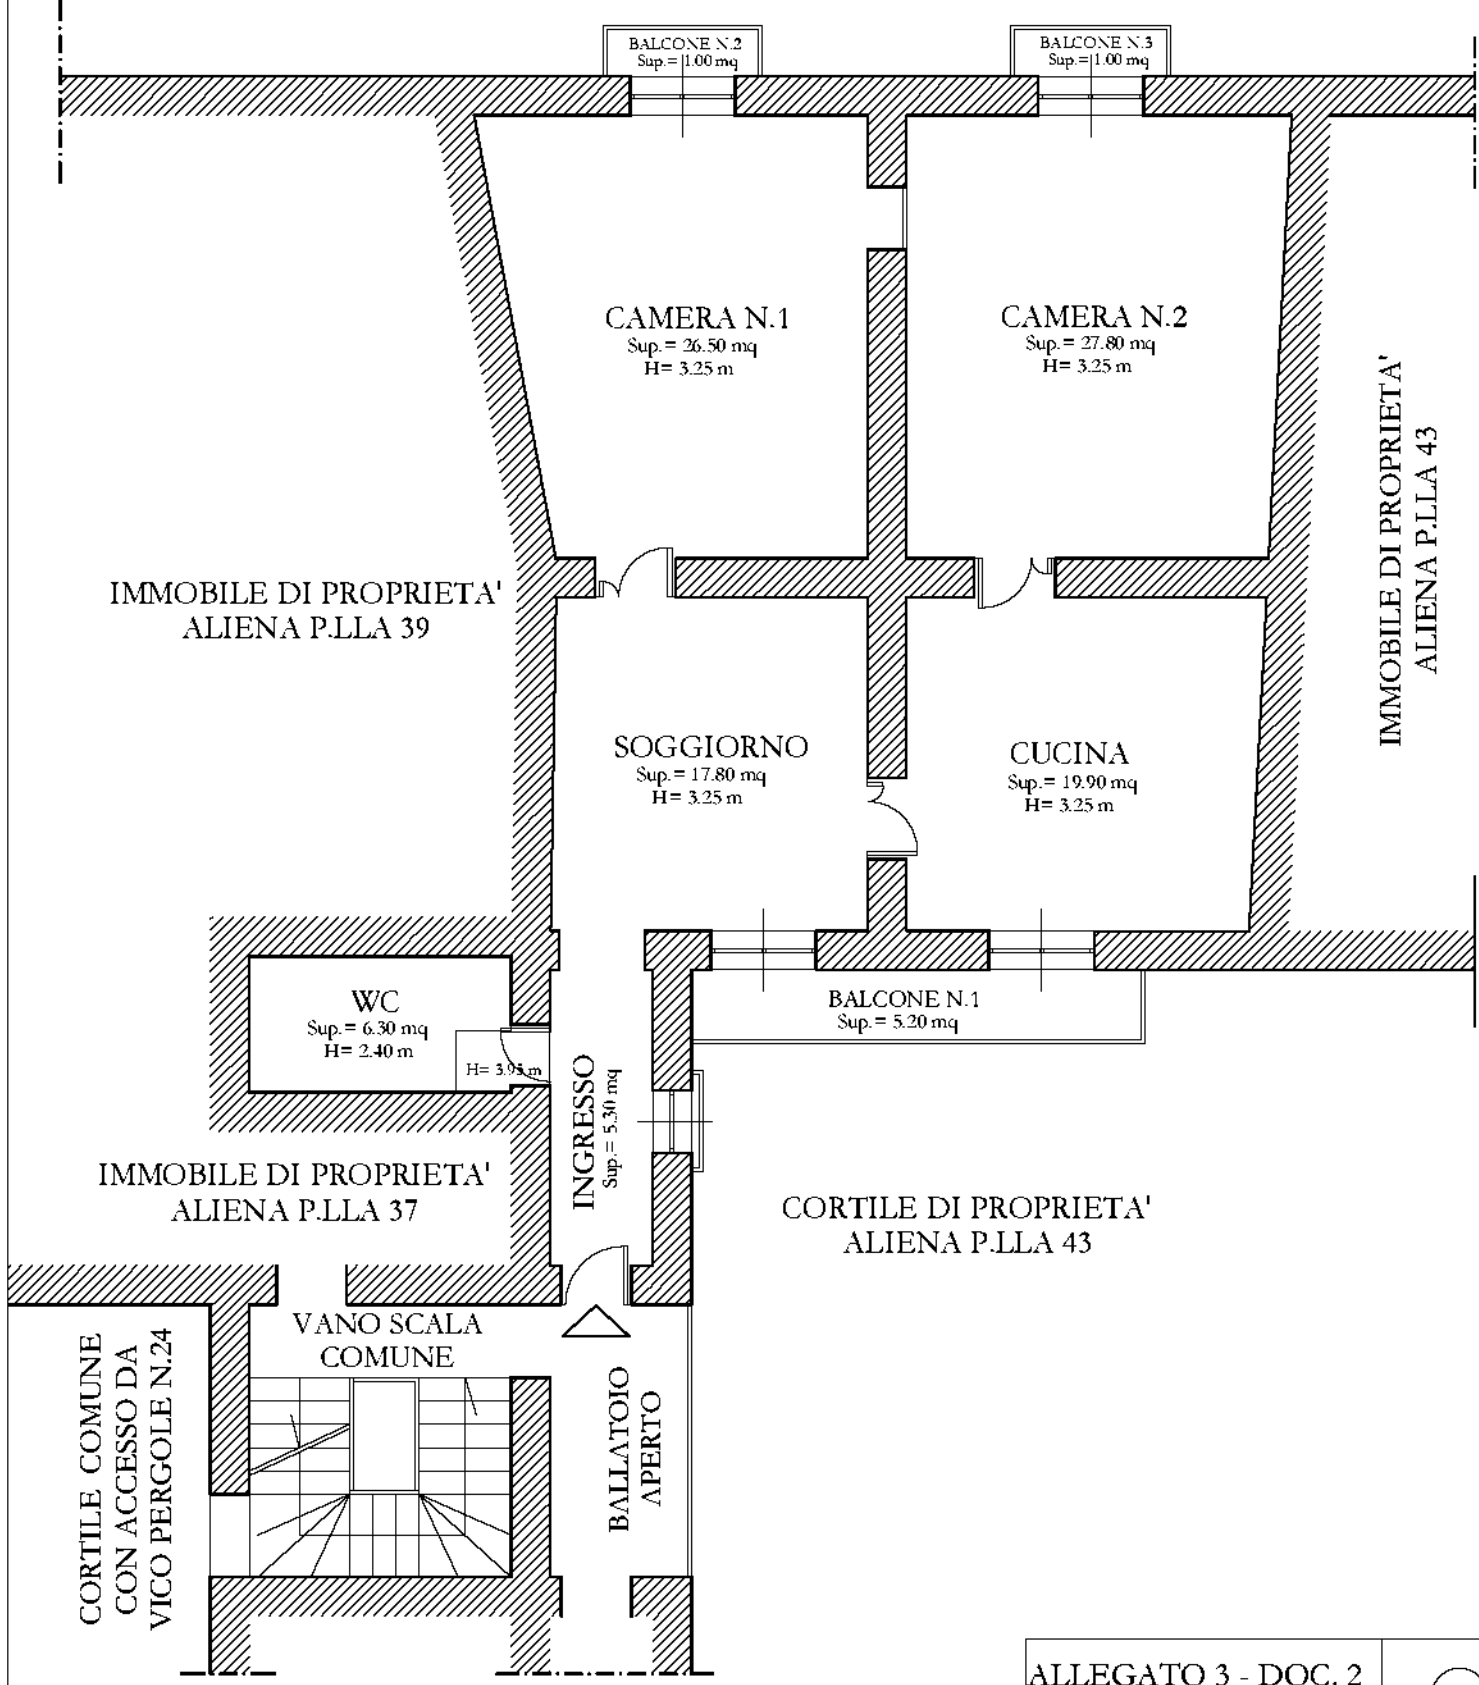 BALCONE N.2
Sup.= 1.00 mq
BALCONE N.3
Sup.= 1.00 mq
CAMERA N.1
Sup.= 26.50 mq
H= 3.25 m
CAMERA N.2
Sup.= 27.80 mq
H= 3.25 m
IMMOBILE DI PROPRIETA'
ALIENA P.LLA 43
IMMOBILE DI PROPRIETA'
ALIENA P.LLA 39
SOGGIORNO
Sup.= 17.80 mq
H= 3.25 m
CUCINA
Sup.= 19.90 mq
H= 3.25 m
WC
Sup.= 6.30 mq
H= 2.40 m
H= 3.95 m
BALCONE N.1
Sup.= 5.20 mq
INGRESSO
Sup.= 5.30 mq
IMMOBILE DI PROPRIETA'
ALIENA P.LLA 37
CORTILE DI PROPRIETA'
ALIENA P.LLA 43
VANO SCALA
COMUNE
CORTILE COMUNE
CON ACCESSO DA
VICO PERGOLE N.24
BALLATOIO
APERTO
ALLEGATO 3 - DOC. 2